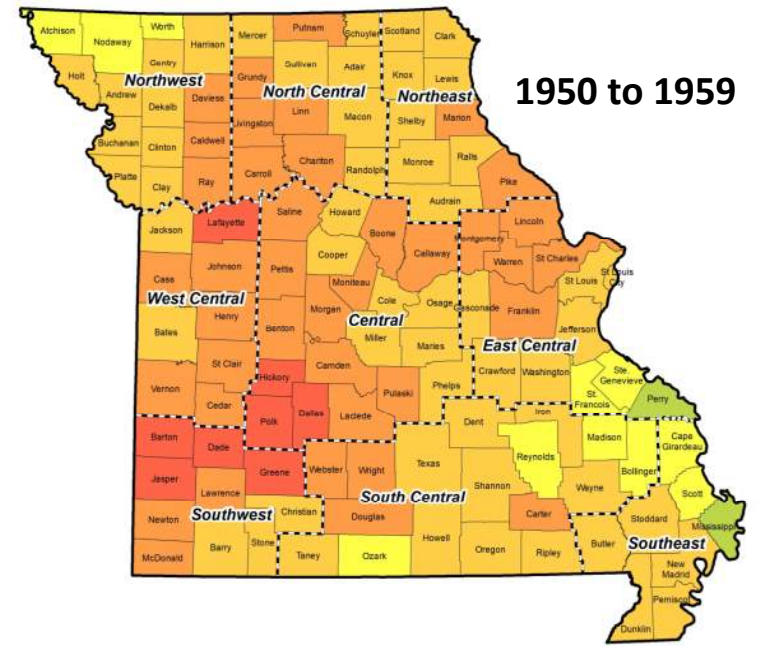 1950 to 1959
Atchison
Nodaway
Worth
Harrison
Mercer
Putnam
Schuyler
Scotland
Clark
Holt
Gentry
Northwest
Andrew
Dekalb
Daviess
Grundy
Sullivan
Adair
North Central
Linn
Macon
Knox
Lewis
Northeast
Shelby
Marion
Buchanan
Clinton
Caldwell
Livingston
Chariton
Randolph
Monroe
Ralls
Platte
Clay
Ray
Carroll
Audrain
Pike
Jackson
Lafayette
Saline
Howard
Boone
Callaway
Montgomery
Lincoln
Warren
St Charles
St Louis
St Louis
City
Cass
Johnson
Pettis
Cooper
Moniteau
West Central
Henry
Bates
Benton
Morgan
Cole
Osage
Gasconade
Franklin
Central
Miller
Maries
Jefferson
East Central
Vernon
St Clair
Cedar
Hickory
Camden
Pulaski
Phelps
Crawford
Washington
St.
Francois
Ste.
Genevieve
Perry
Polk
Dallas
Laclede
Dent
Iron
Barton
Dade
Greene
Webster
Wright
Texas
Reynolds
Madison
Bollinger
Cape
Girardeau
Jasper
Lawrence
Christian
Southwest
South Central
Shannon
Wayne
Scott
Mississippi
Newton
Douglas
Carter
Stoddard
Southeast
McDonald
Barry
Stone
Taney
Ozark
Howell
Oregon
Ripley
Butler
New
Madrid
Pemiscot
Dunklin